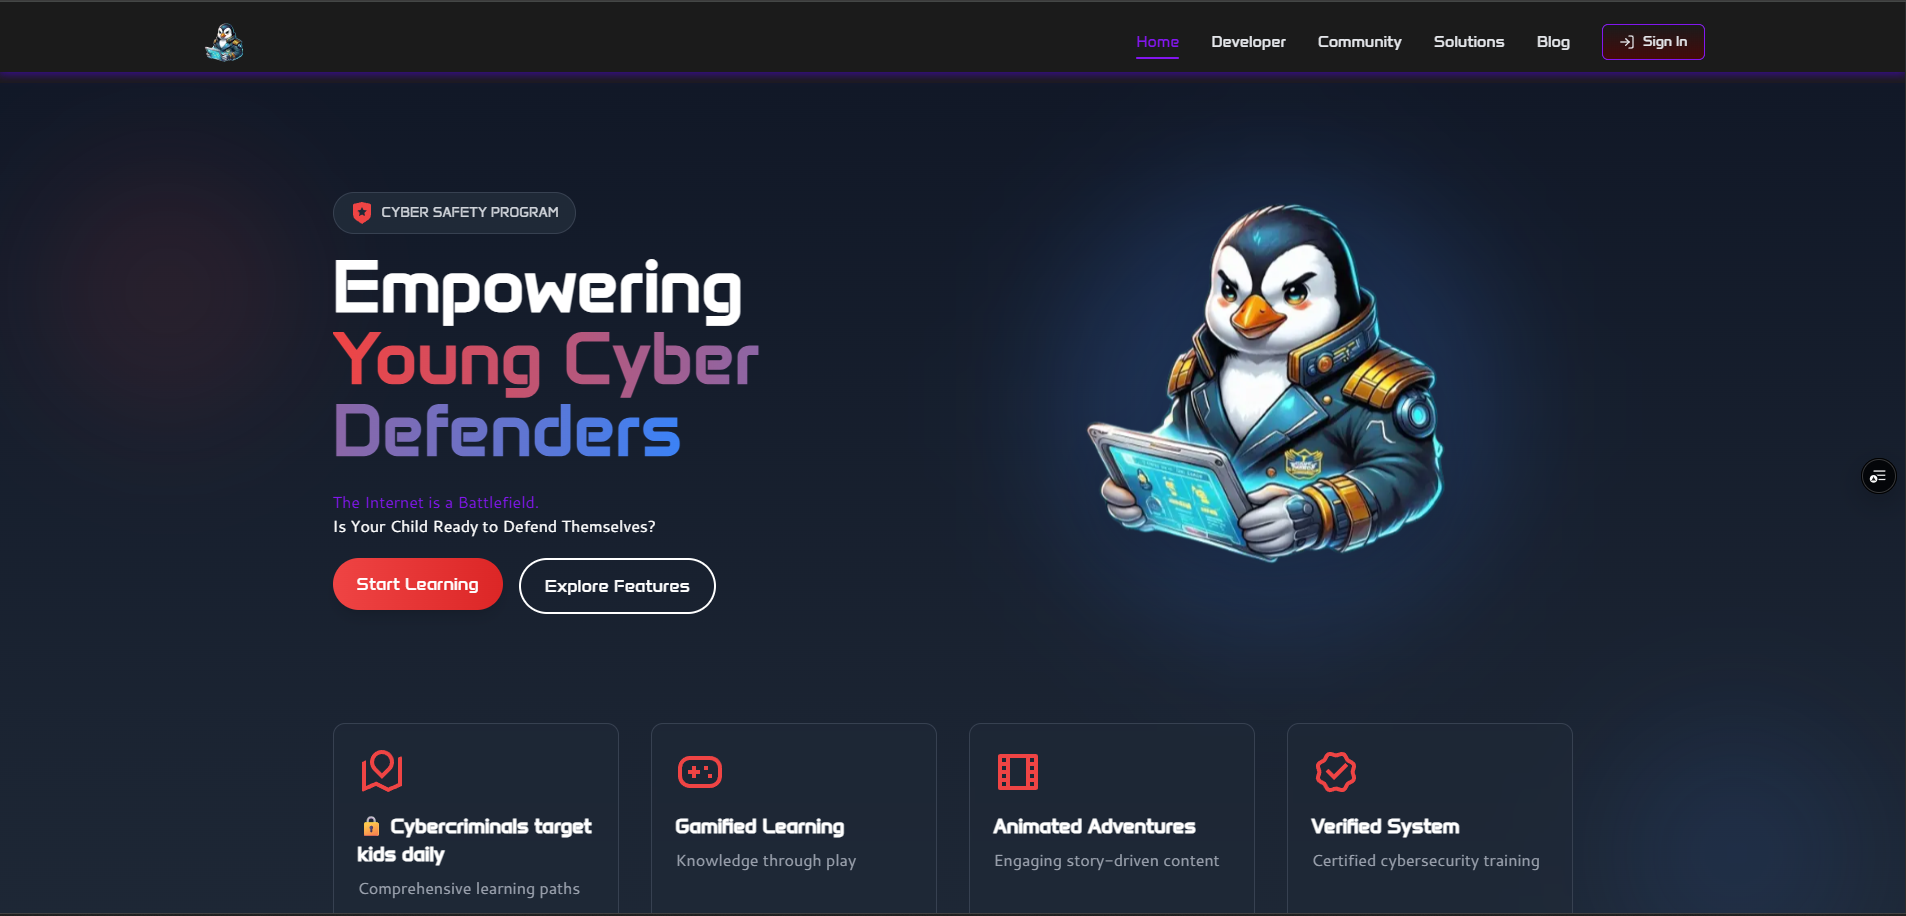 Home Developer Community Solutions Blog Sign In
CYBER SAFETY PROGRAM
Empowering
Young Cyber
Defenders
The Internet is a Battlefield.
Is Your Child Ready to Defend Themselves?
Start Learning Explore Features
🔒 Cybercriminals target
kids daily
Comprehensive learning paths
Gamified Learning
Knowledge through play
Animated Adventures
Engaging story-driven content
Verified System
Certified cybersecurity training